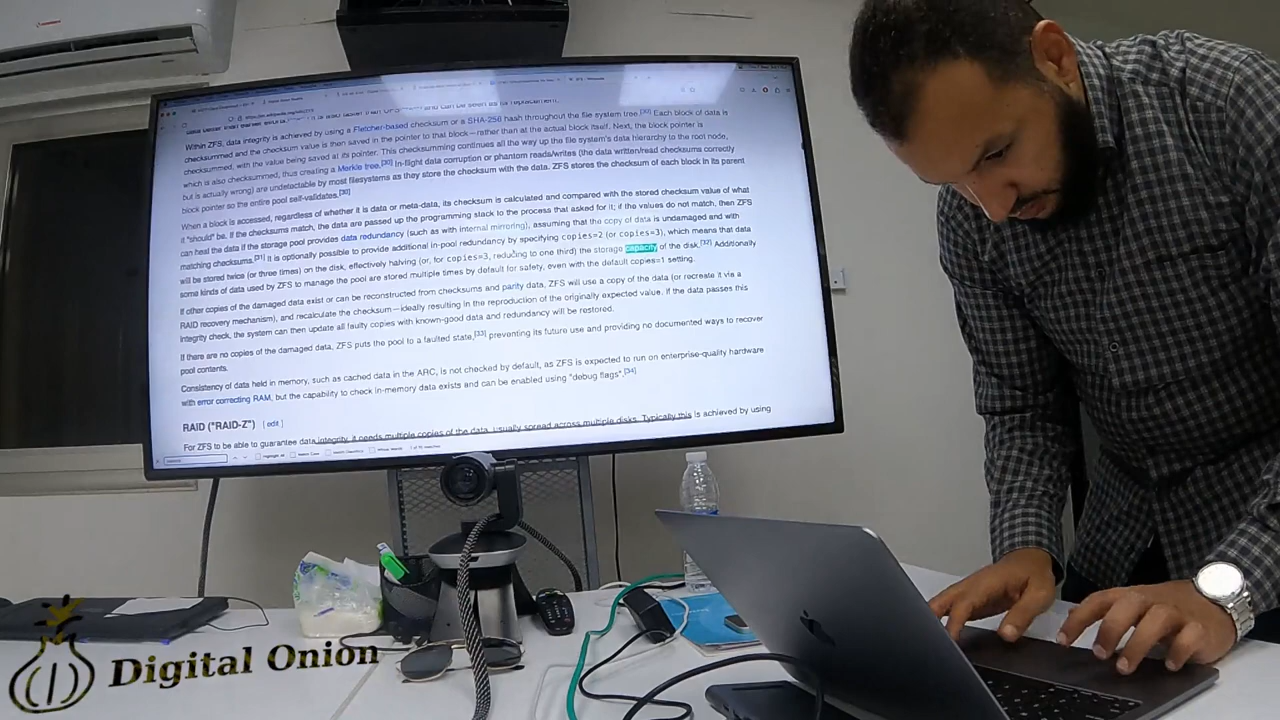 and can be seen as its replacement.
Within ZFS, data integrity is achieved by using a Fletcher-based checksum or a SHA-256 hash throughout the file system tree.[30] Each block of data is
checksummed and the checksum value is then saved in the pointer to that block—rather than at the actual block itself. Next, the block pointer is
checksummed, with the value being saved at its pointer. This checksumming continues all the way up the file system's data hierarchy to the root node,
which is also checksummed, thus creating a Merkle tree.[30] In-flight data corruption or phantom reads/writes (the data written/read checksums correctly
but is actually wrong) are undetectable by most filesystems as they store the checksum with the data. ZFS stores the checksum of each block in its parent
block pointer so the entire pool self-validates.[30]
When a block is accessed, regardless of whether it is data or meta-data, its checksum is calculated and compared with the stored checksum value of what
it "should" be. If the checksums match, the data are passed up the programming stack to the process that asked for it; if the values do not match, then ZFS
can heal the data if the storage pool provides data redundancy (such as with internal mirroring), assuming that the copy of data is undamaged and with
matching checksums.[31] It is optionally possible to provide additional in-pool redundancy by specifying copies=2 (or copies=3), which means that data
will be stored twice (or three times) on the disk, effectively halving (or, for copies=3, reducing to one third) the storage capacity of the disk.[32] Additionally
some kinds of data used by ZFS to manage the pool are stored multiple times by default for safety, even with the default copies=1 setting.
If other copies of the damaged data exist or can be reconstructed from checksums and parity data, ZFS will use a copy of the data (or recreate it via a
RAID recovery mechanism), and recalculate the checksum—ideally resulting in the reproduction of the originally expected value. If the data passes this
integrity check, the system can then update all faulty copies with known-good data and redundancy will be restored.
If there are no copies of the damaged data, ZFS puts the pool to a faulted state,[33] preventing its future use and providing no documented ways to recover
pool contents.
Consistency of data held in memory, such as cached data in the ARC, is not checked by default, as ZFS is expected to run on enterprise-quality hardware
with error correcting RAM, but the capability to check in-memory data exists and can be enabled using "debug flags".[34]
RAID ("RAID-Z") [ edit ]
For ZFS to be able to guarantee data integrity, it needs multiple copies of the data, usually spread across multiple disks. Typically this is achieved by using
Digital Onion